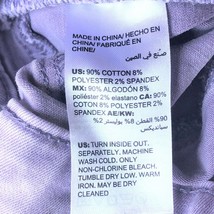 MADE IN CHINA/ HECHO EN
CHINA/ FABRIQUÉ EN
CHINE/
صنع في الصين
US: 90% COTTON 8%
POLYESTER 2% SPANDEX
MX: 90% ALGODÓN 8%
POLIÉSTER 2% elastano CA: 90%
COTTON 8% POLYESTER 2%
SPANDEX AE/KW:
90% القطن 8% بوليستر 2%
سبانديكس
US: TURN INSIDE OUT.
SEPARATELY. MACHINE
WASH COLD. ONLY
NON-CHLORINE BLEACH.
TUMBLE DRY LOW. WARM
IRON. MAY BE DRY
CLEANED